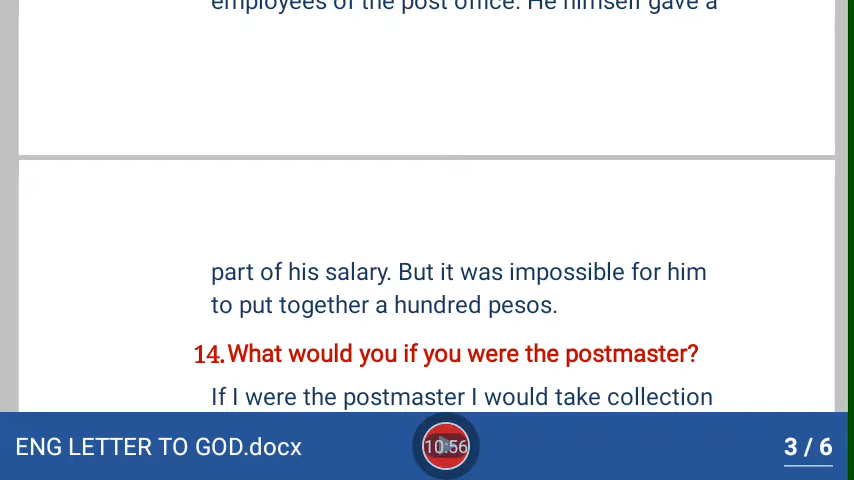 employees of the post office. He himself gave a
part of his salary. But it was impossible for him
to put together a hundred pesos.
14. What would you if you were the postmaster?
If I were the postmaster I would take collection
ENG LETTER TO GOD.docx
10:56
3 / 6